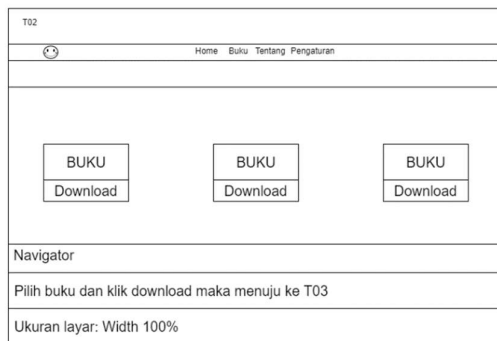 T02
Home Buku Tentang Pengaturan
BUKU BUKU BUKU
Download Download Download
Navigator
Pilih buku dan klik download maka menuju ke T03
Ukuran layar: Width 100%